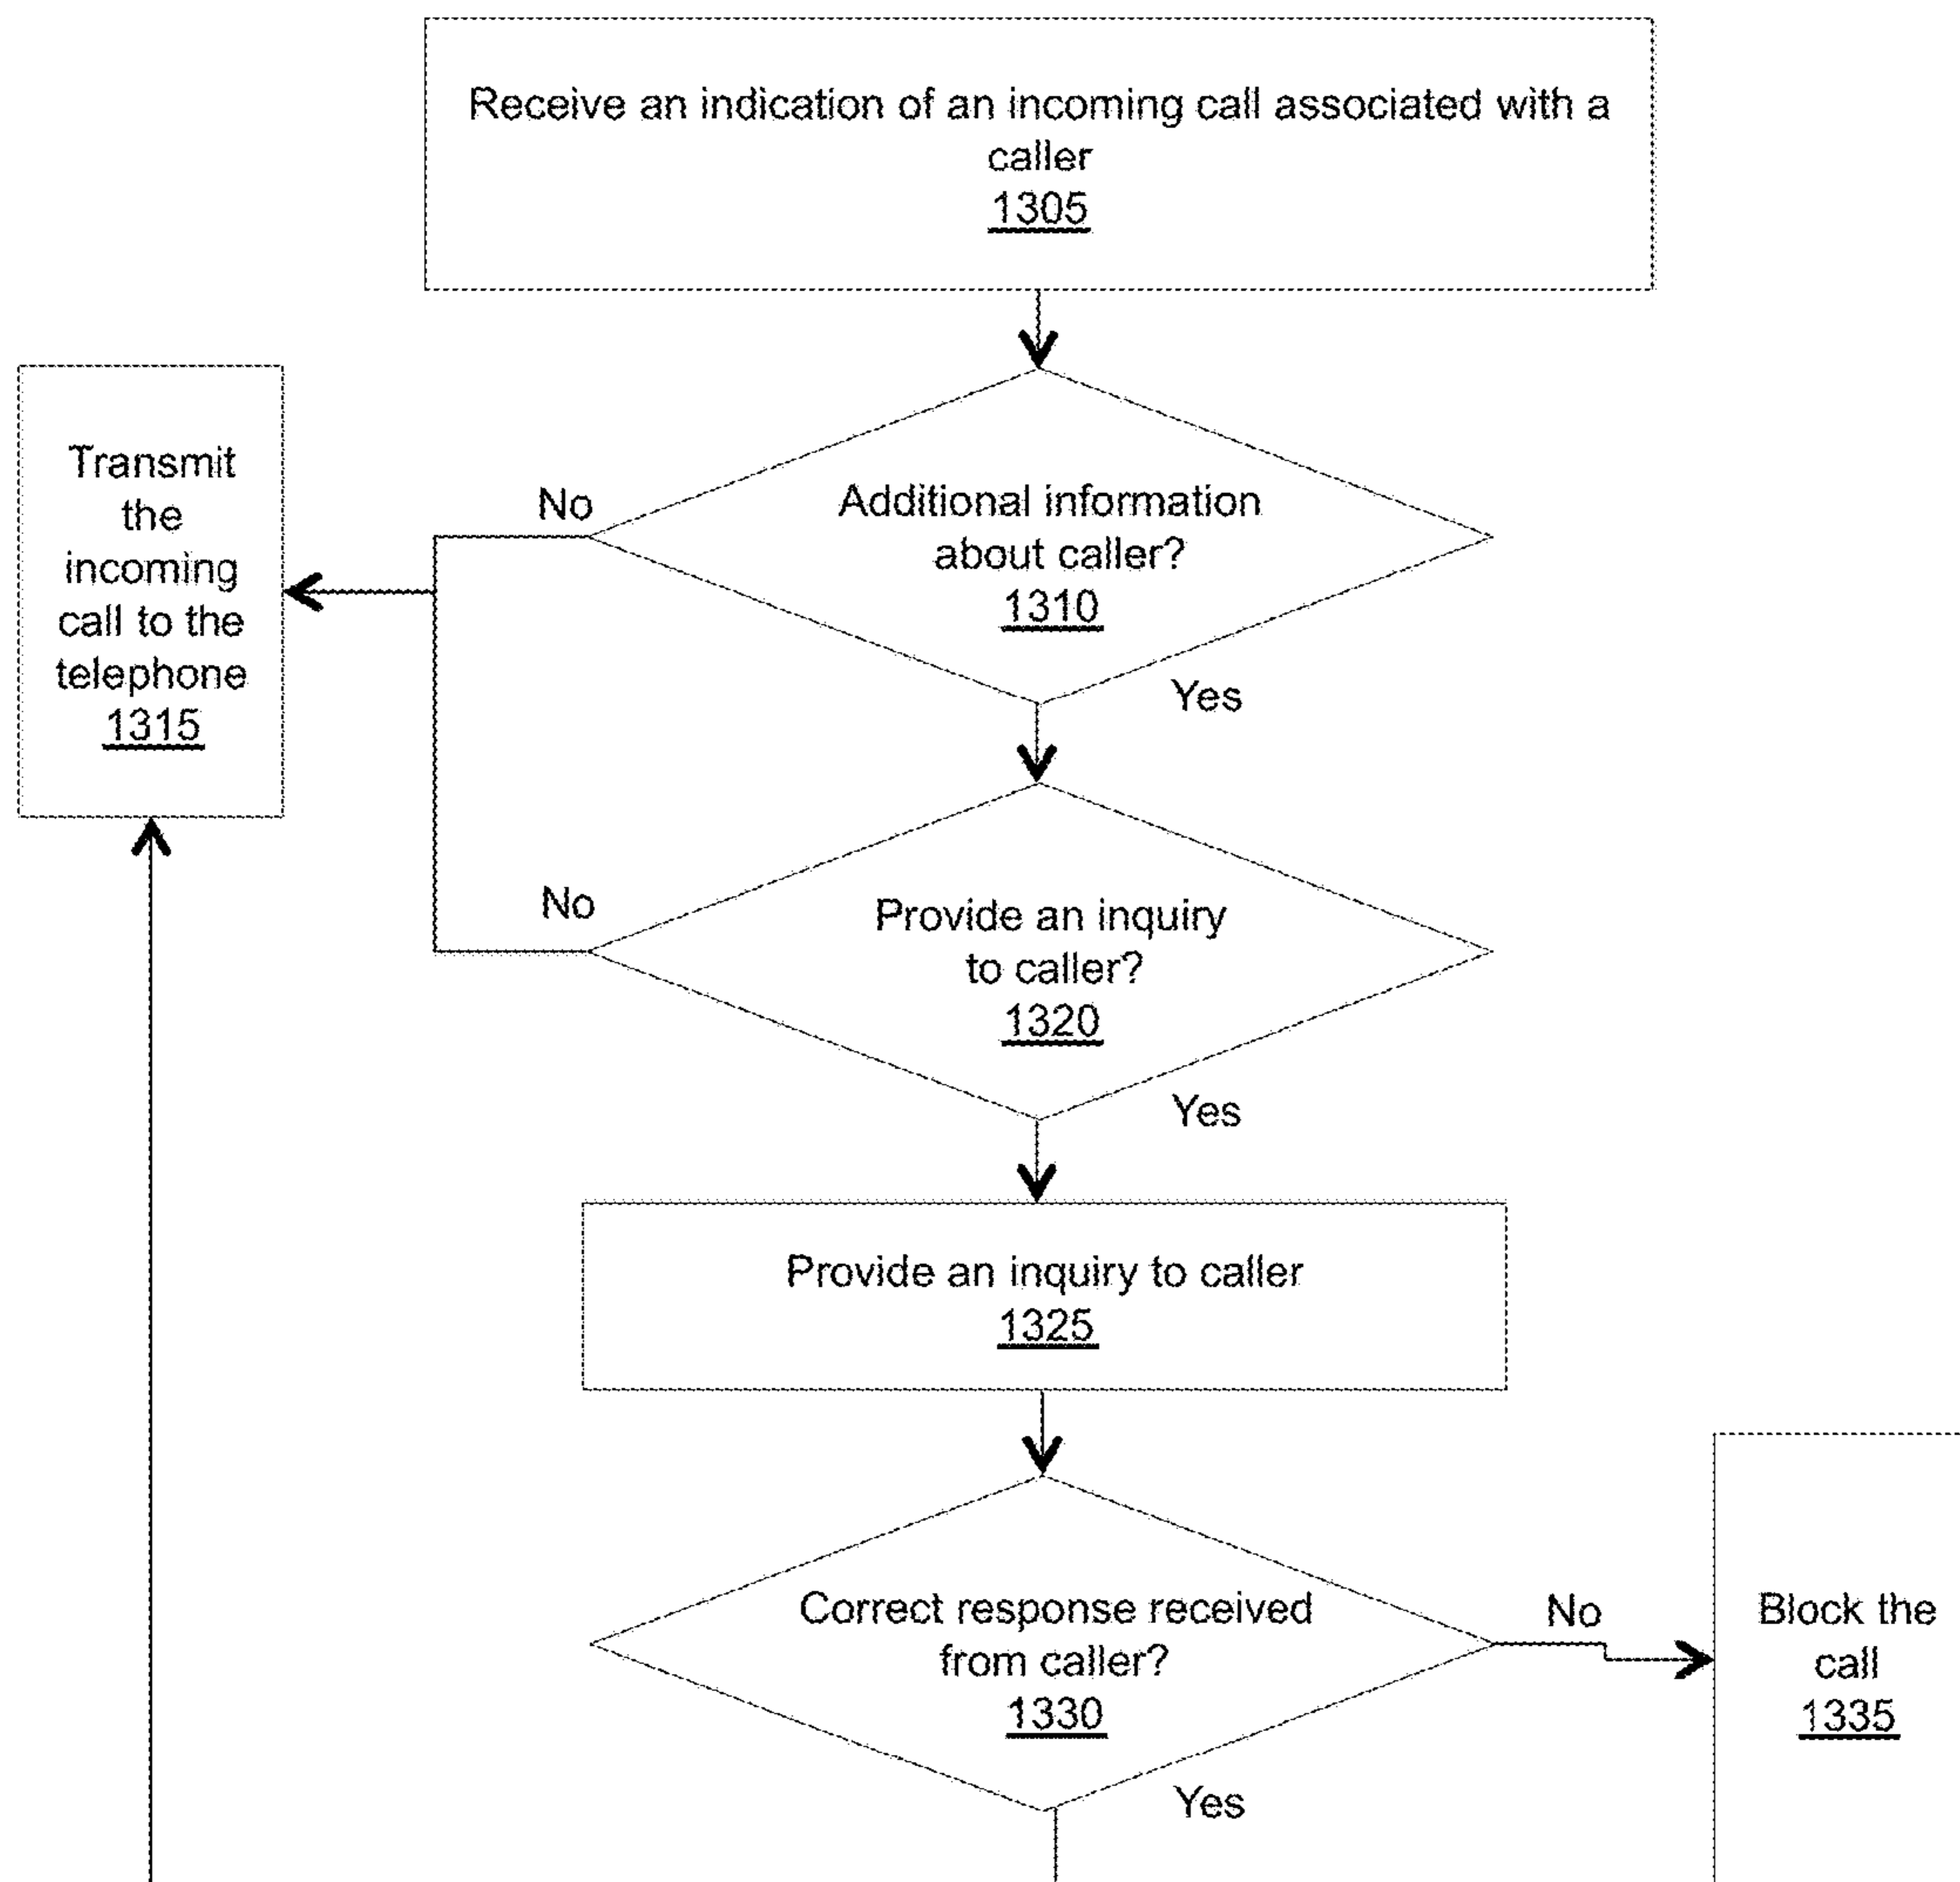 Receive an indication of an incoming call associated with a
caller
1305
Transmit
the
incoming
call to the
telephone
1315
No
Additional information
about caller?
1310
Yes
No
Provide an inquiry
to caller?
1320
Yes
Provide an inquiry to caller
1325
Correct response received
from caller?
1330
No
Block the
call
1335
Yes